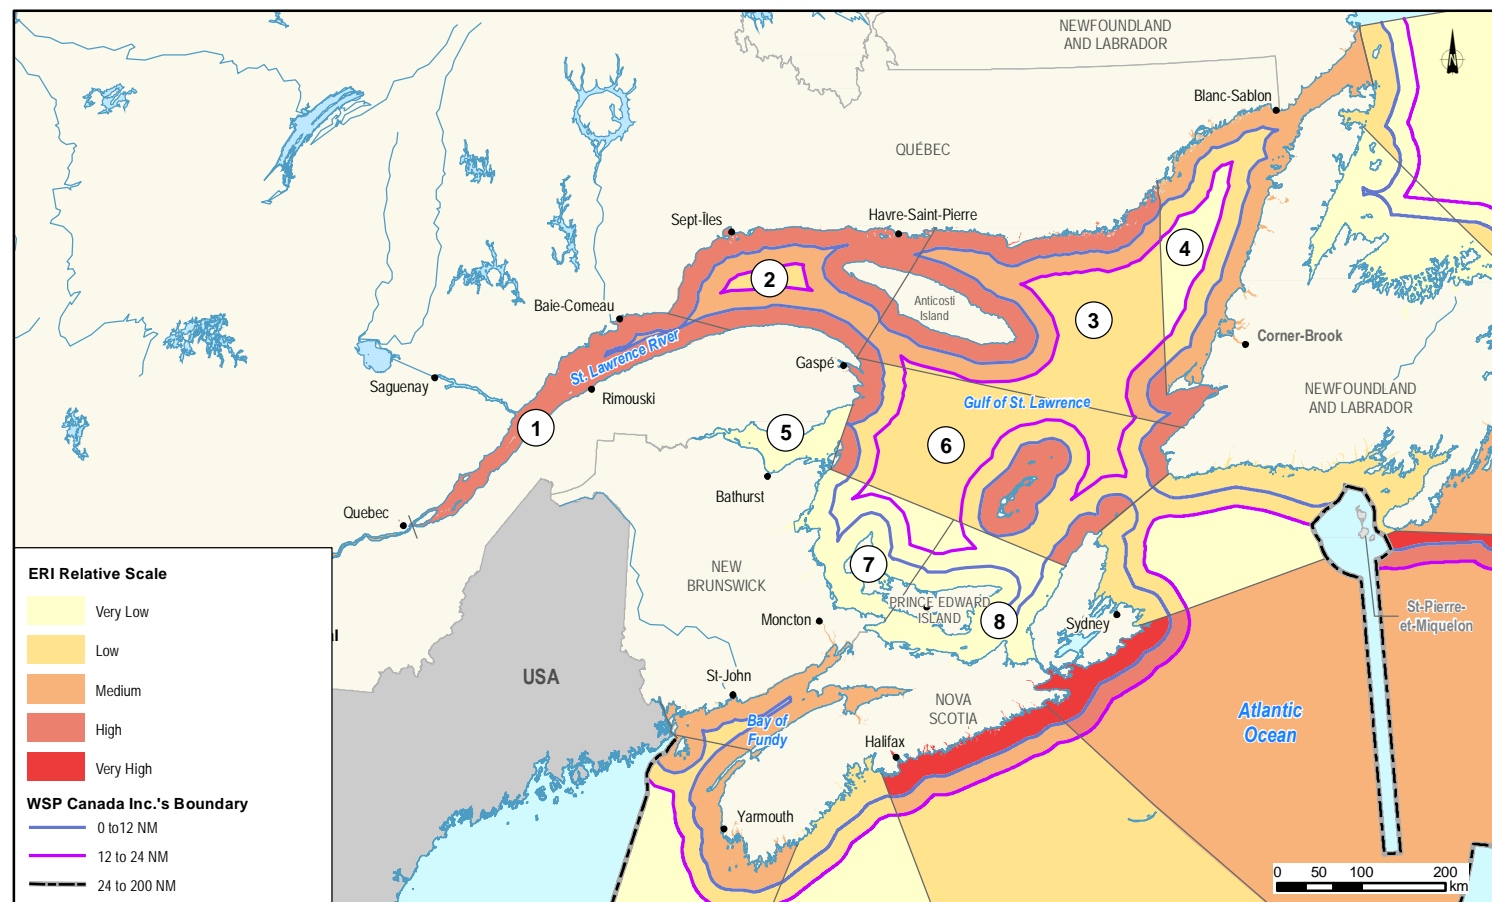 NEWFOUNDLAND
AND LABRADOR
N
Blanc-Sablon
QUÉBEC
Sept-Îles
Havre-Saint-Pierre
4
2
Anticosti
Island
Baie-Comeau
3
Corner-Brook
St. Lawrence River
Gaspé
Saguenay
Rimouski
NEWFOUNDLAND
AND LABRADOR
Gulf of St. Lawrence
1
5
6
Bathurst
Quebec
7
NEW
BRUNSWICK
PRINCE EDWARD
ISLAND
8
Moncton
Sydney
St-Pierre-
et-Miquelon
al
USA
St-John
NOVA
SCOTIA
Bay of
Fundy
Atlantic
Ocean
Halifax
Yarmouth
ERI Relative Scale
Very Low
Low
Medium
High
Very High
WSP Canada Inc.'s Boundary
0 to12 NM
12 to 24 NM
24 to 200 NM
0 50 100 200
km